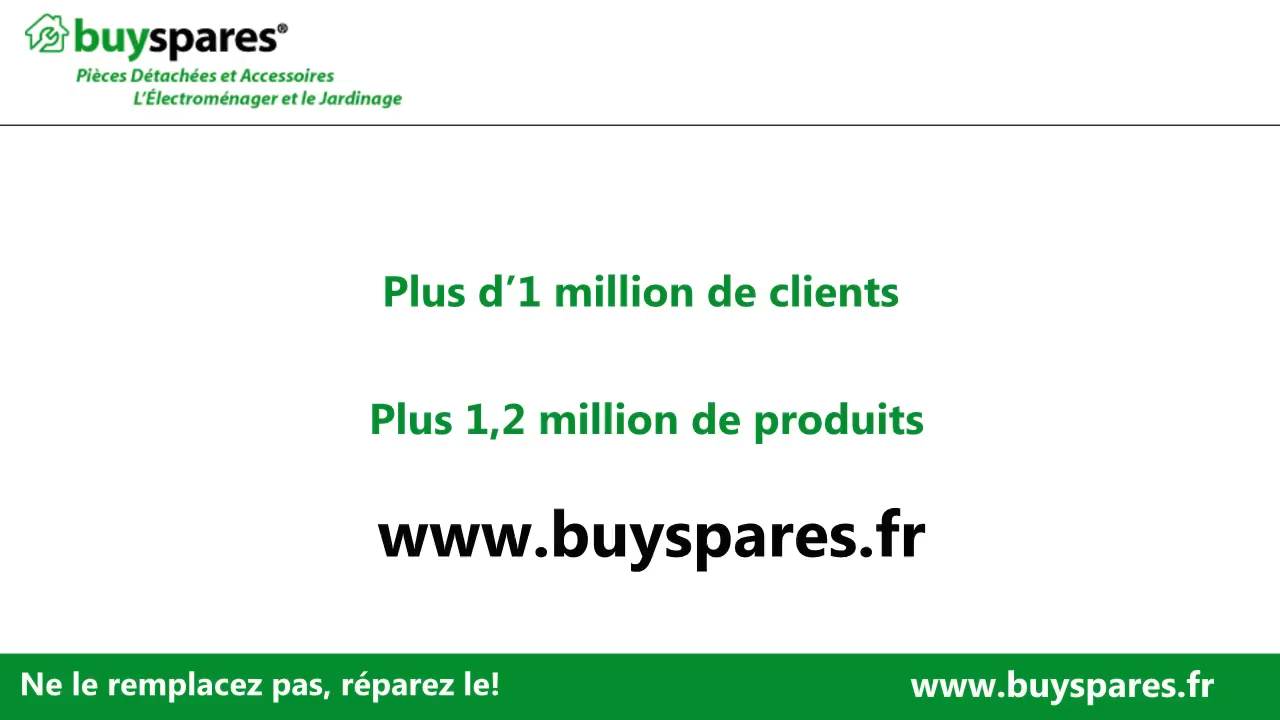 buyspares®
Pièces Détachées et Accessoires
L'Électroménager et le Jardinage
Plus d’1 million de clients
Plus 1,2 million de produits
www.buyspares.fr
Ne le remplacez pas, réparez le!
www.buyspares.fr